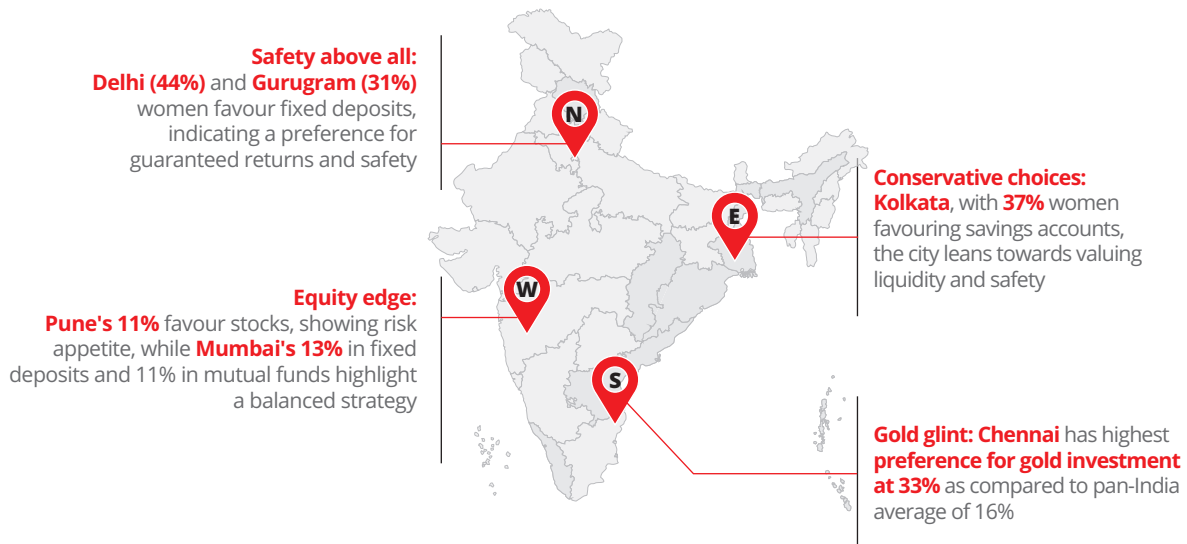 Safety above all:
Delhi (44%) and Gurugram (31%)
women favour fixed deposits,
indicating a preference for
guaranteed returns and safety
N
Conservative choices:
Kolkata, with 37% women
favouring savings accounts,
the city leans towards valuing
liquidity and safety
E
Equity edge:
Pune's 11% favour stocks, showing risk
appetite, while Mumbai's 13% in fixed
deposits and 11% in mutual funds highlight
a balanced strategy
W
S
Gold glint: Chennai has highest
preference for gold investment
at 33% as compared to pan-India
average of 16%